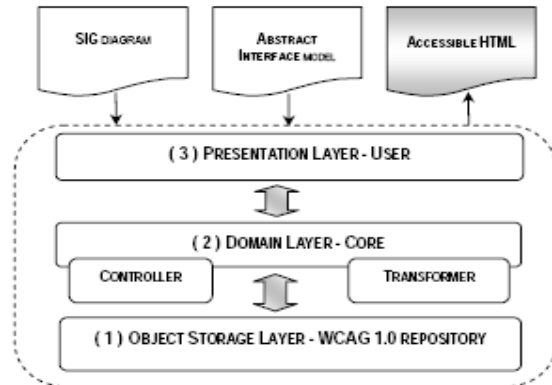 SIG DIAGRAM
ABSTRACT
INTERFACE MODEL
ACCESSIBLE HTML
( 3 ) PRESENTATION LAYER - USER
( 2 ) DOMAIN LAYER - CORE
CONTROLLER
TRANSFORMER
( 1 ) OBJECT STORAGE LAYER - WCAG 1.0 REPOSITORY